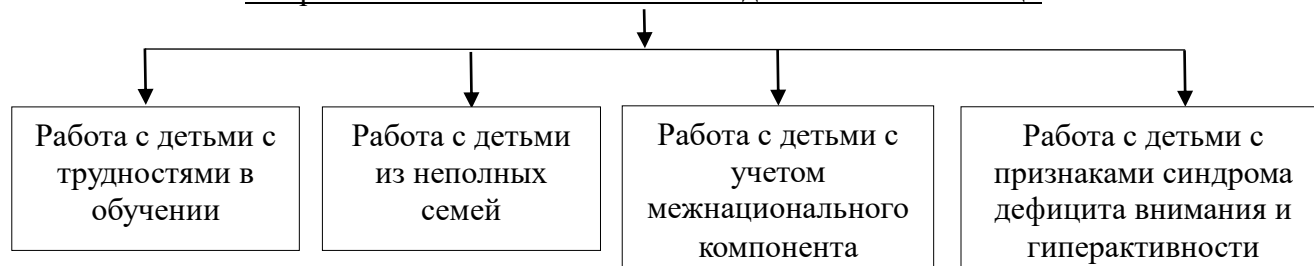 Работа с детьми с
трудностями в
обучении
Работа с детьми
из неполных
семей
Работа с детьми с
учетом
межнационального
компонента
Работа с детьми с
признаками синдрома
дефицита внимания и
гиперактивности